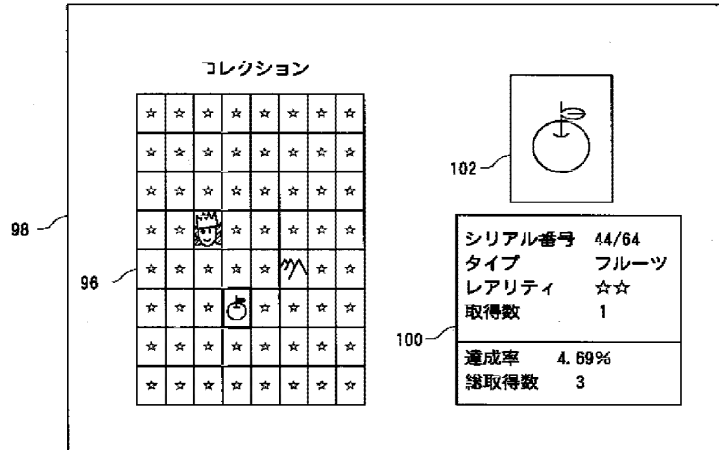 コレクション
☆ ☆ ☆ ☆ ☆ ☆ ☆ ☆
☆ ☆ ☆ ☆ ☆ ☆ ☆ ☆
☆ ☆ ☆ ☆ ☆ ☆ ☆ ☆
☆ ☆ ☆ ☆ ☆ ☆ ☆
☆ ☆ ☆ ☆ ☆ ☆ ☆
☆ ☆ ☆ ☆ ☆ ☆ ☆
☆ ☆ ☆ ☆ ☆ ☆ ☆ ☆
☆ ☆ ☆ ☆ ☆ ☆ ☆ ☆
98
96
102
シリアル番号 44/64
タイプ フルーツ
レアリティ ☆☆
取得数 1
100
達成率 4.69%
総取得数 3